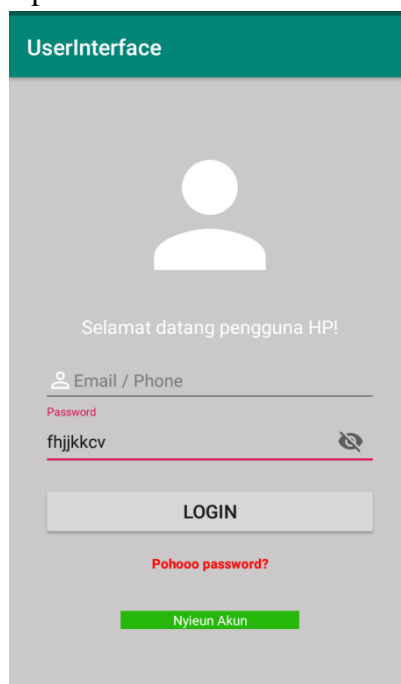 UserInterface
Selamat datang pengguna HP!
Email / Phone
Password
fhjjkkcv
LOGIN
Pohooo password?
Nyieun Akun